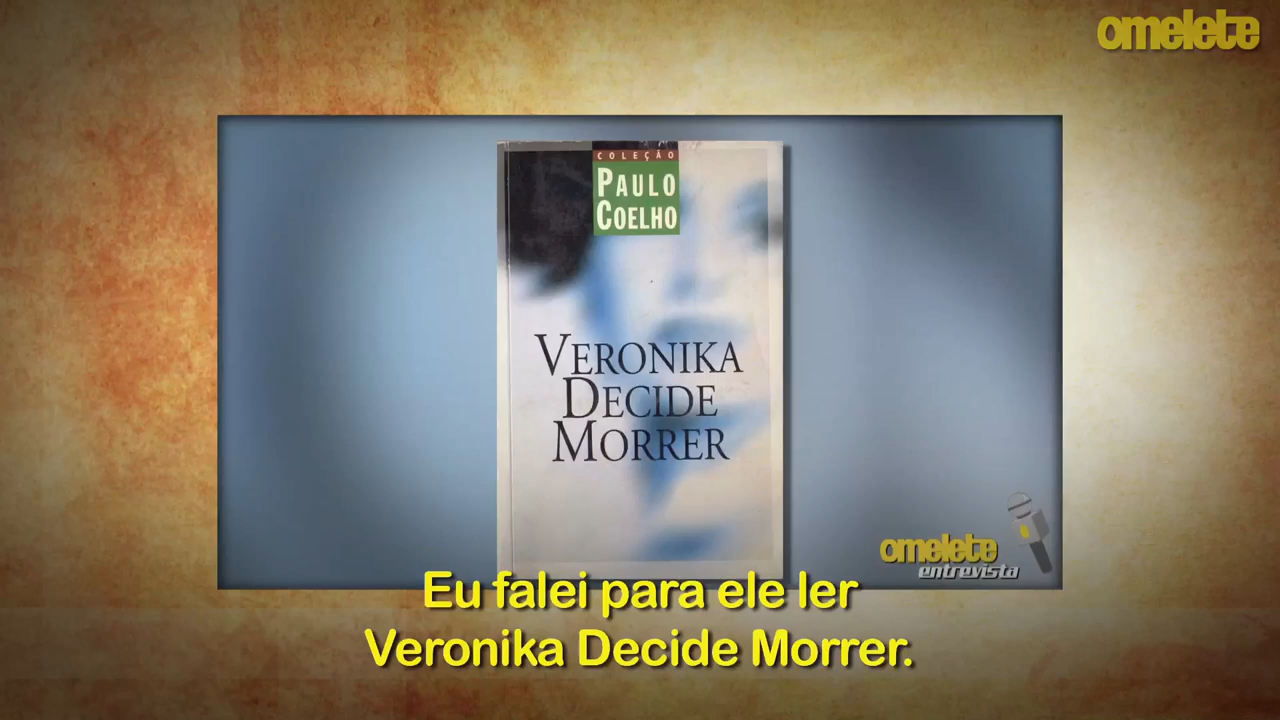 omelete
COLEÇÃO
PAULO
COELHO
VERONIKA
DECIDE
MORRER
omelete
entrevista
Eu falei para ele ler
Veronika Decide Morrer.